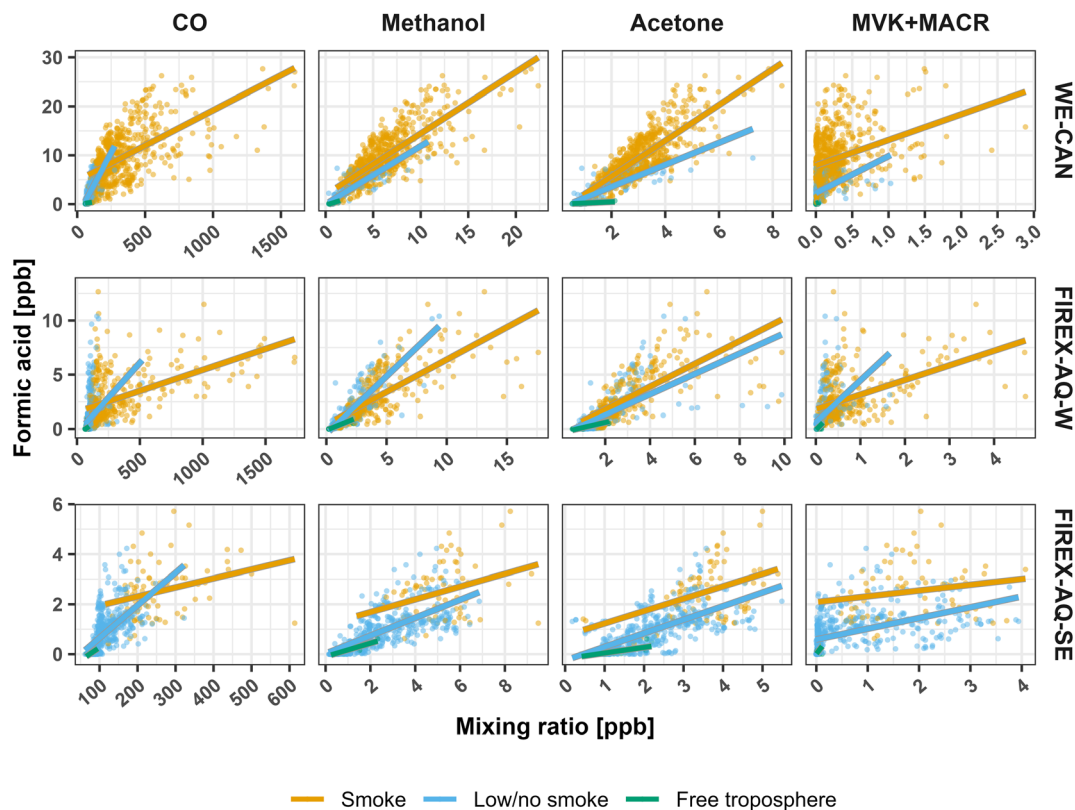 CO Methanol Acetone MVK+MACR
Formic acid [ppb]
30
20
10
0
0 500 1000 1500
0 5 10 15 20
2 4 6 8
0.0 0.5 1.0 1.5 2.0 2.5 3.0
WE-CAN
10
5
0
0 500 1000 1500
0 5 10 15
2 4 6 8 10
0 1 2 3 4
FIREX-AQ-W
6
4
2
0
100 200 300 400 500 600
0 2 4 6 8
0 1 2 3 4 5
0 1 2 3 4
FIREX-AQ-SE
Mixing ratio [ppb]
Smoke Low/no smoke Free troposphere